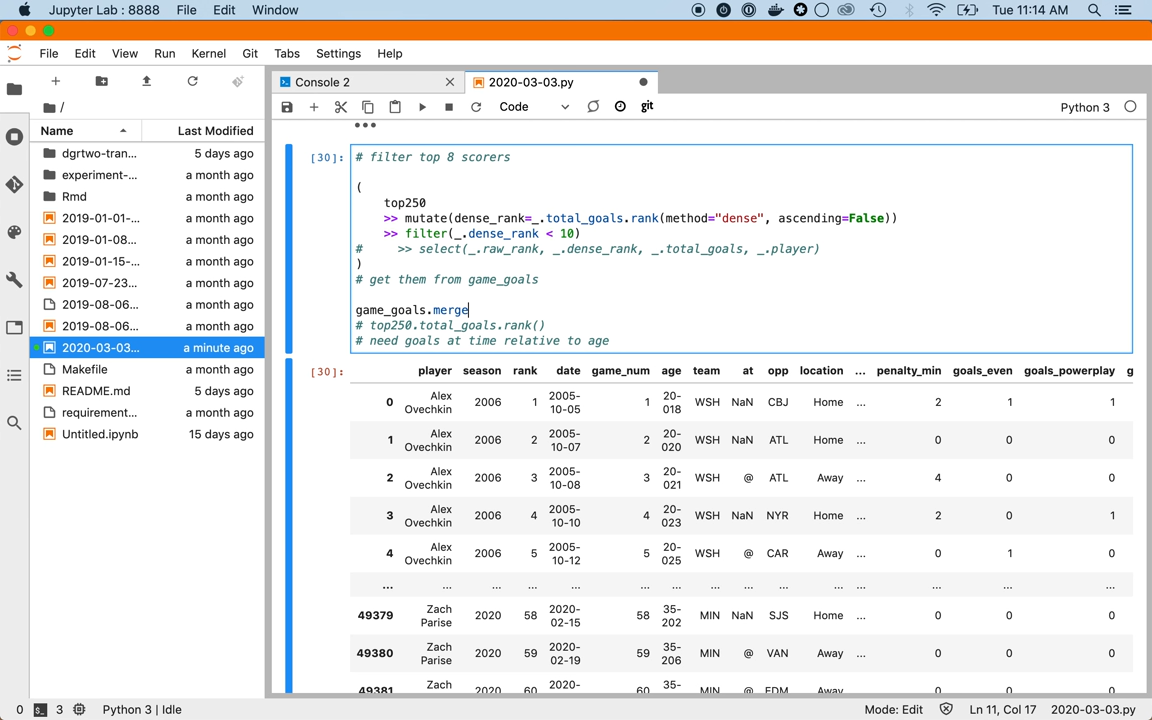 Jupyter Lab : 8888 File Edit Window Tue 11:14 AM
File Edit View Run Kernel Git Tabs Settings Help
Console 2
2020-03-03.py
Code git Python 3
/
Name Last Modified
dgrtwo-tran... 5 days ago
experiment-... a month ago
Rmd a month ago
2019-01-01-... a month ago
2019-01-08... a month ago
2019-01-15-... a month ago
2019-07-23... a month ago
2019-08-06... a month ago
2019-08-06... a month ago
2020-03-03... a minute ago
Makefile a month ago
README.md a month ago
requirement... a month ago
Untitled.ipynb 15 days ago
[30]:
# filter top 8 scorers
(
top250
>> mutate(dense_rank=_.total_goals.rank(method="dense", ascending=False))
>> filter(_.dense_rank < 10)
# >> select(_.raw_rank, _.dense_rank, _.total_goals, _.player)
)
# get them from game_goals
game_goals.merge
# top250.total_goals.rank()
# need goals at time relative to age
[30]:
player season rank date game_num age team at opp location ... penalty_min goals_even goals_powerplay g
0 Alex Ovechkin 2006 1 2005-10-05 1 20-018 WSH NaN CBJ Home ... 2 1 1
1 Alex Ovechkin 2006 2 2005-10-07 2 20-020 WSH NaN ATL Home ... 0 0 0
2 Alex Ovechkin 2006 3 2005-10-08 3 20-021 WSH @ ATL Away ... 4 0 0
3 Alex Ovechkin 2006 4 2005-10-10 4 20-023 WSH NaN NYR Home ... 2 0 1
4 Alex Ovechkin 2006 5 2005-10-12 5 20-025 WSH @ CAR Away ... 0 1 0
... ... ... ... ... ... ... ... ... ... ... ... ... ... ...
49379 Zach Parise 2020 58 2020-02-15 58 35-202 MIN NaN SJS Home ... 0 0 0
49380 Zach Parise 2020 59 2020-02-19 59 35-206 MIN @ VAN Away ... 0 0 0
49381 Zach 2020 60 2020- 60 35- MIN @ EDM Away ... 0 0 0
0 3 Python 3 | Idle Mode: Edit Ln 11, Col 17 2020-03-03.py